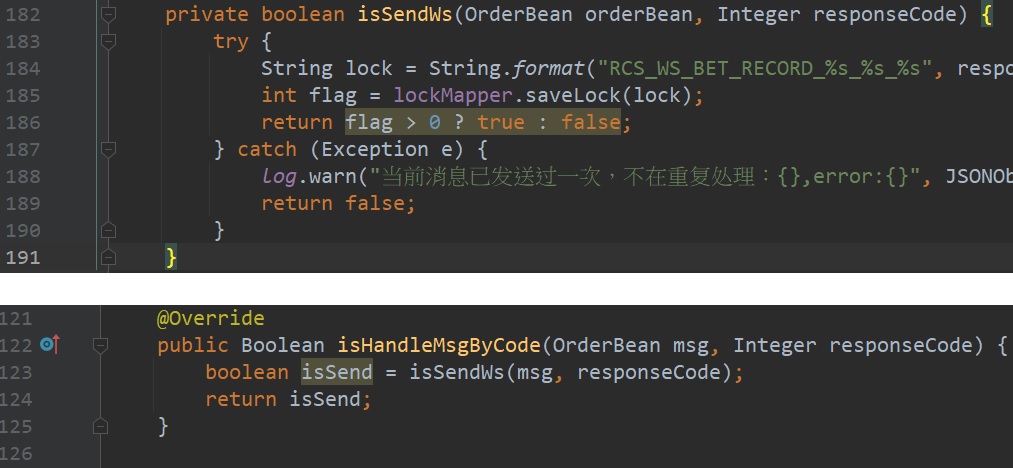 182 private boolean isSendWs(OrderBean orderBean, Integer responseCode) {
183 try {
184 String lock = String.format("RCS_WS_BET_RECORD_%s_%s_%s", respo
185 int flag = lockMapper.saveLock(lock);
186 return flag > 0 ? true : false;
187 } catch (Exception e) {
188 log.warn("当前消息已发送过一次，不在重复处理：{},error:{}", JSONOb
189 return false;
190 }
191 }
121 @Override
122 public Boolean isHandleMsgByCode(OrderBean msg, Integer responseCode) {
123 boolean isSend = isSendWs(msg, responseCode);
124 return isSend;
125 }
126